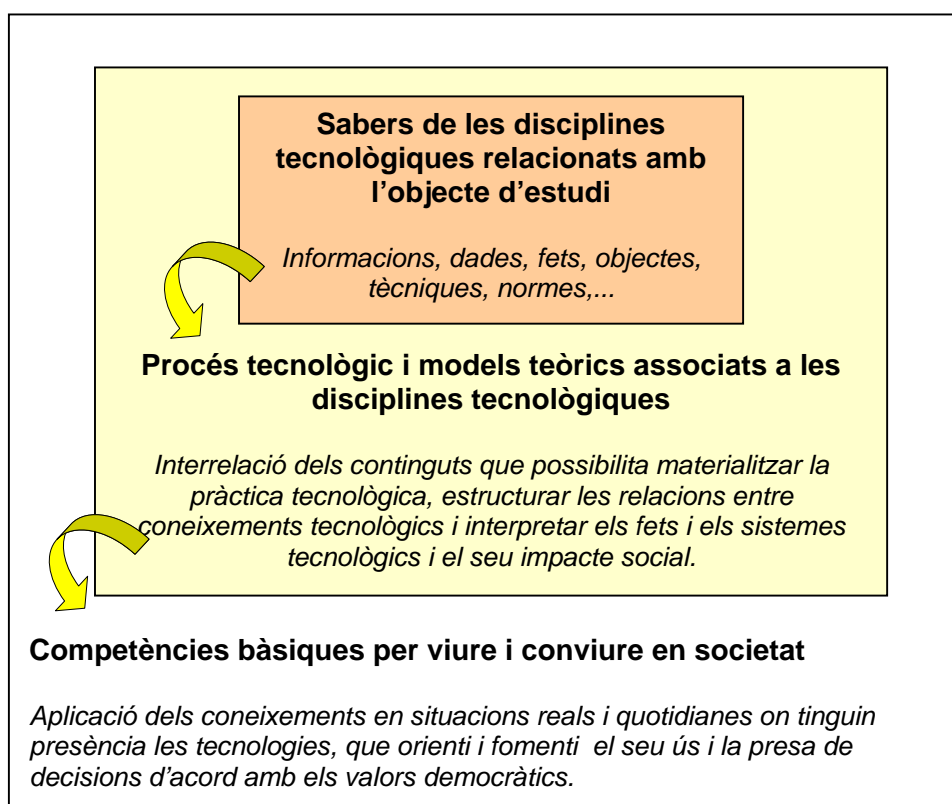 Sabers de les disciplines
tecnològiques relacionats amb
l'objecte d'estudi
Informacions, dades, fets, objectes,
tècniques, normes,...
Procés tecnològic i models teòrics associats a les
disciplines tecnològiques
Interrelació dels continguts que possibilita materialitzar la
pràctica tecnològica, estructurar les relacions entre
coneixements tecnològics i interpretar els fets i els sistemes
tecnològics i el seu impacte social.
Competències bàsiques per viure i conviure en societat
Aplicació dels coneixements en situacions reals i quotidianes on tinguin
presència les tecnologies, que orienti i fomenti  el seu ús i la presa de
decisions d'acord amb els valors democràtics.